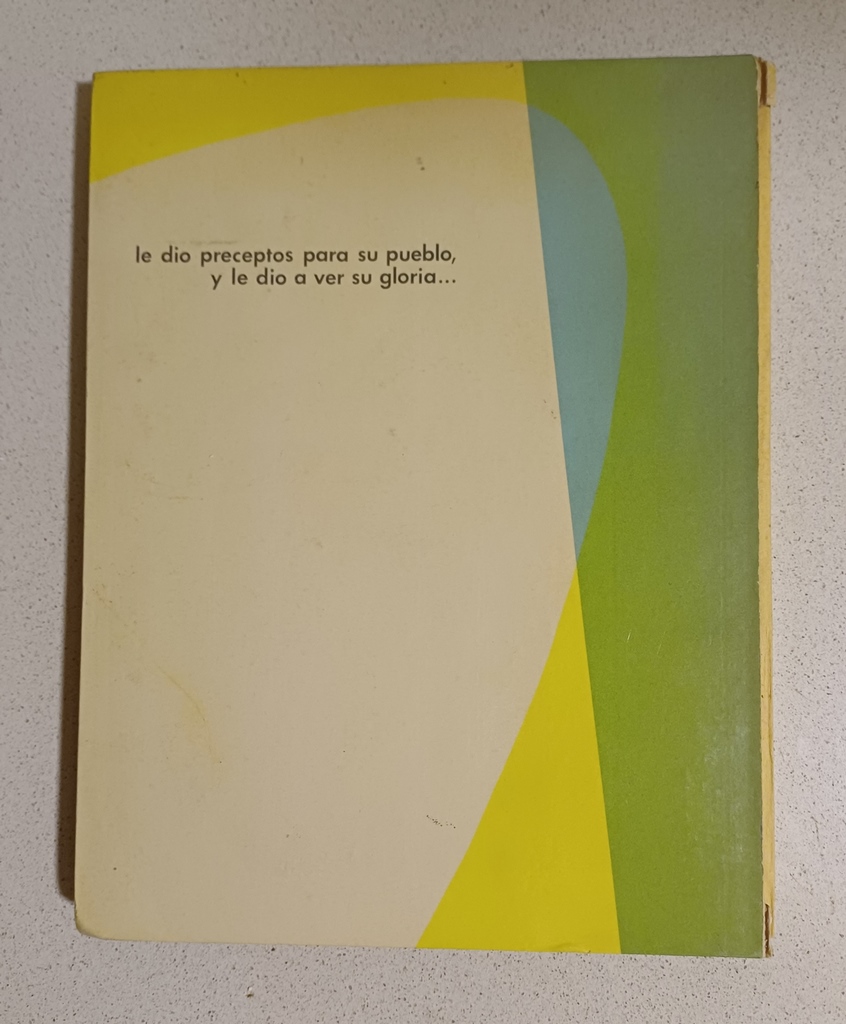 le dio preceptos para su pueblo,
y le dio a ver su gloria...